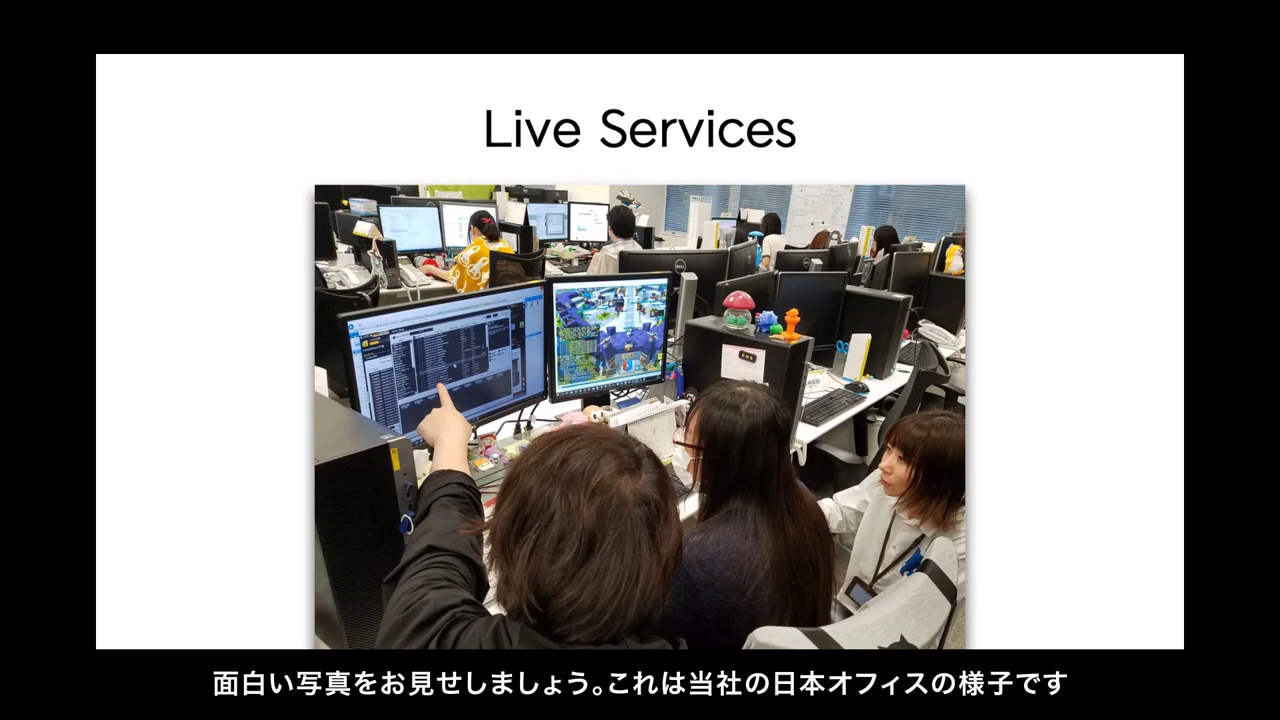 Live Services
DELL
面白い写真をお見せしましょう。これは当社の日本オフィスの様子です